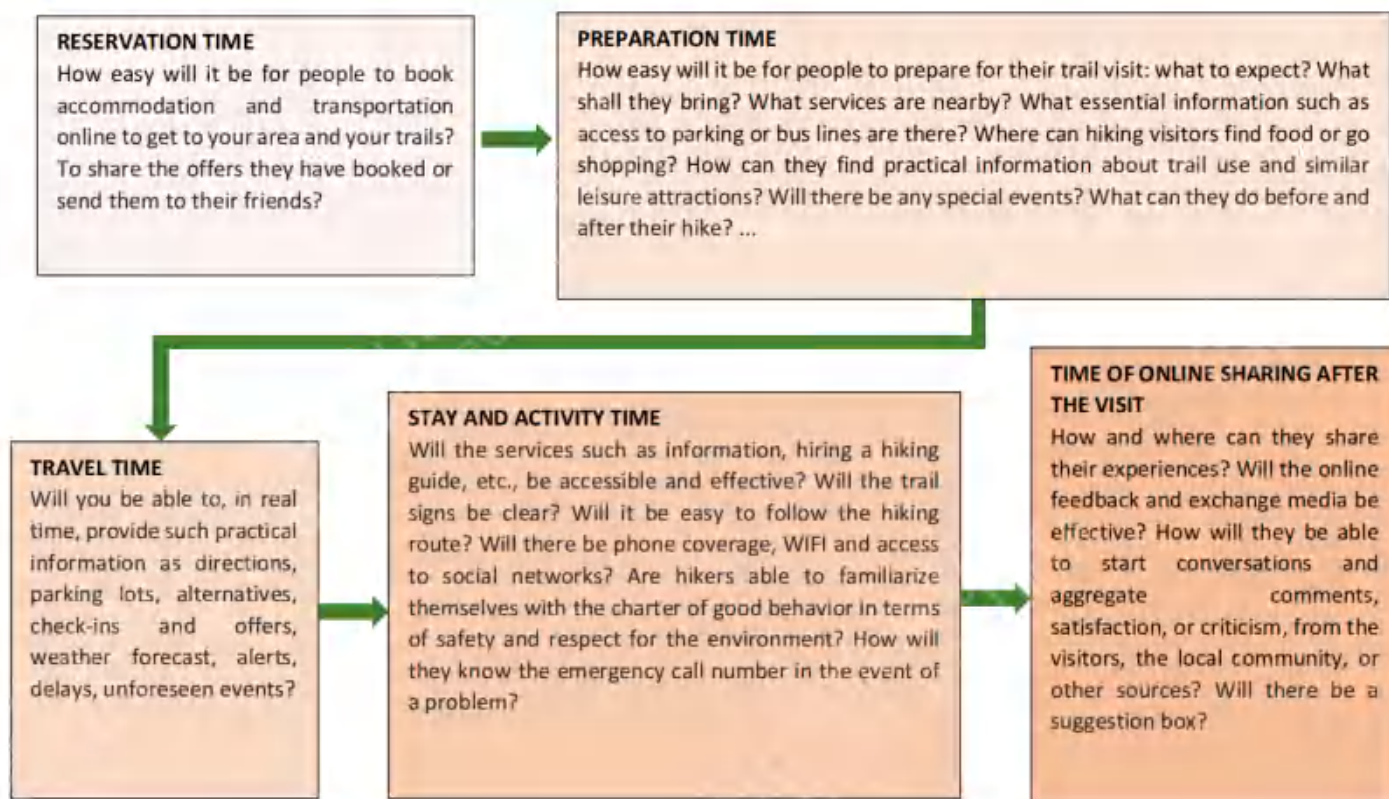 RESERVATION TIME
How easy will it be for people to book
accommodation and transportation
online to get to your area and your trails?
To share the offers they have booked or
send them to their friends?
PREPARATION TIME
How easy will it be for people to prepare for their trail visit: what to expect? What
shall they bring? What services are nearby? What essential information such as
access to parking or bus lines are there? Where can hiking visitors find food or go
shopping? How can they find practical information about trail use and similar
leisure attractions? Will there be any special events? What can they do before and
after their hike? ...
TRAVEL TIME
Will you be able to, in real
time, provide such practical
information as directions,
parking lots, alternatives,
check-ins and offers,
weather forecast, alerts,
delays, unforeseen events?
STAY AND ACTIVITY TIME
Will the services such as information, hiring a hiking
guide, etc., be accessible and effective? Will the trail
signs be clear? Will it be easy to follow the hiking
route? Will there be phone coverage, WIFI and access
to social networks? Are hikers able to familiarize
themselves with the charter of good behavior in terms
of safety and respect for the environment? How will
they know the emergency call number in the event of
a problem?
TIME OF ONLINE SHARING AFTER
THE VISIT
How and where can they share
their experiences? Will the online
feedback and exchange media be
effective? How will they be able
to start conversations and
aggregate comments,
satisfaction, or criticism, from the
visitors, the local community, or
other sources? Will there be a
suggestion box?